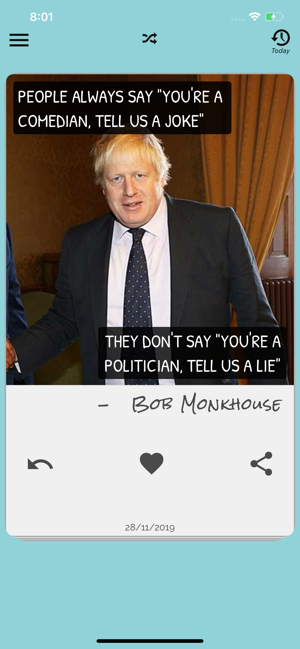 8:01
Today
PEOPLE ALWAYS SAY "YOU'RE A
COMEDIAN, TELL US A JOKE"
THEY DON'T SAY "YOU'RE A
POLITICIAN, TELL US A LIE"
- BOB MONKHOUSE
28/11/2019